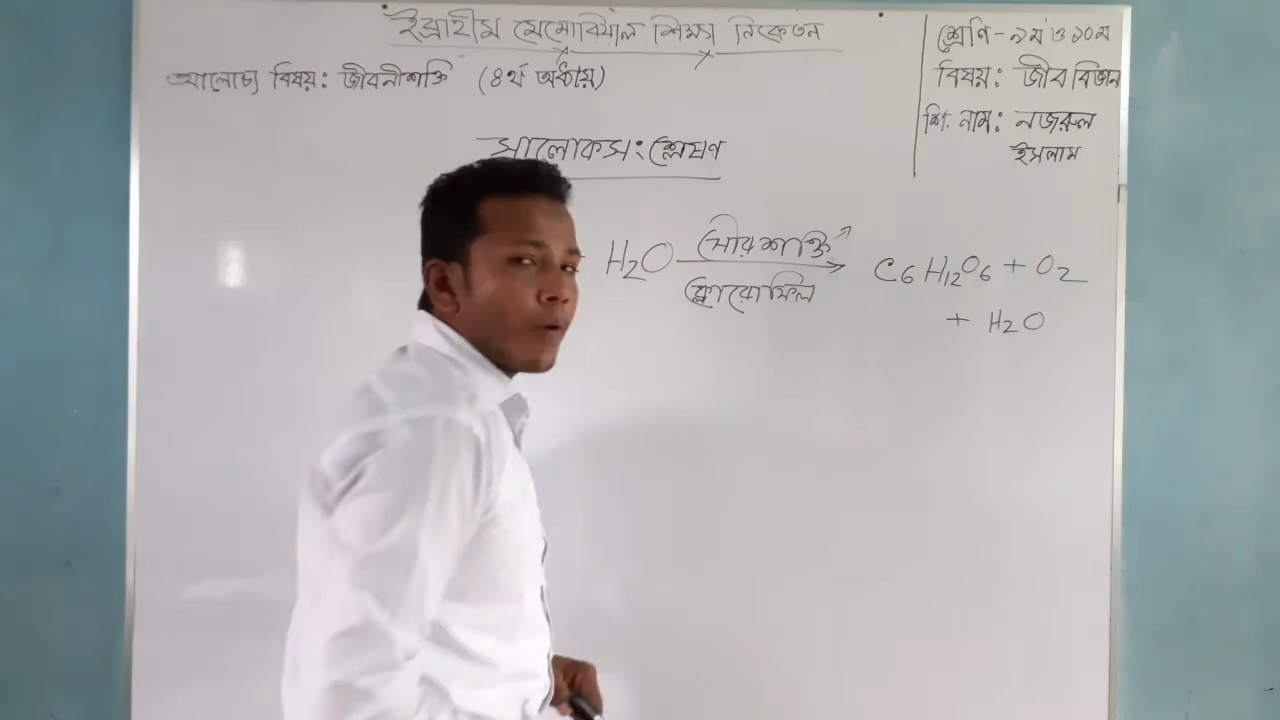 ইব্রাহীম মেমোরিয়াল শিক্ষা নিকেতন
আলোচ্য বিষয়: জীবনীশক্তি (৪র্থ অধ্যায়)
শ্রেণি - ৯ম ও ১০ম
বিষয়: জীব বিজ্ঞান
শি. নাম: নজরুল
ইসলাম
সালোকসংশ্লেষণ
সৌরশক্তি
H2O → C6H12O6 + O2
ক্লোরোফিল
+ H2O